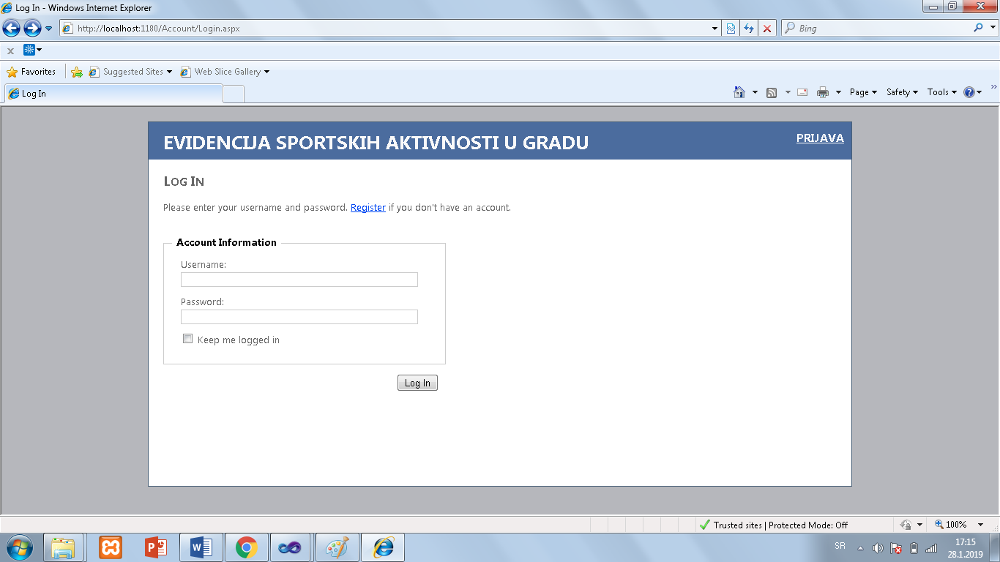 Log In - Windows Internet Explorer
http://localhost:1180/Account/Login.aspx
Bing
x
Favorites
Suggested Sites
Web Slice Gallery
Log In
Page
Safety
Tools
EVIDENCIJA SPORTSKIH AKTIVNOSTI U GRADU
PRIJAVA
LOG IN
Please enter your username and password. Register if you don't have an account.
Account Information
Username:
Password:
Keep me logged in
Log In
Trusted sites | Protected Mode: Off
100%
SR
17:15
28.1.2019